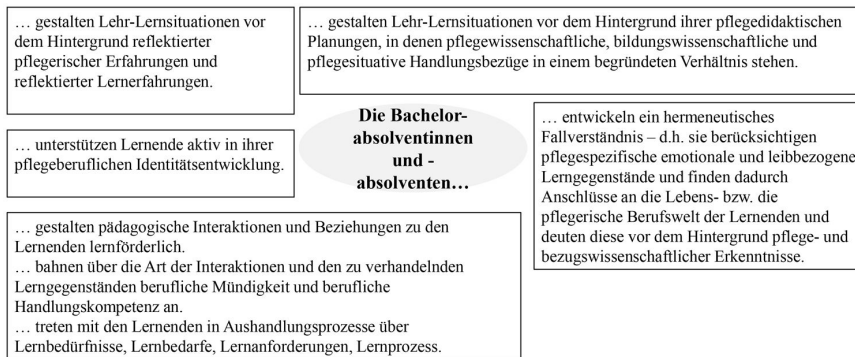 … gestalten Lehr-Lernsituationen vor
dem Hintergrund reflektierter
pflegerischer Erfahrungen und
reflektierter Lernerfahrungen.
… gestalten Lehr-Lernsituationen vor dem Hintergrund ihrer pflegedidaktischen
Planungen, in denen pflegewissenschaftliche, bildungswissenschaftliche und
pflegesituative Handlungsbezüge in einem begründeten Verhältnis stehen.
Die Bachelor-
absolventinnen
und -
absolventen…
… unterstützen Lernende aktiv in ihrer
pflegeberuflichen Identitätsentwicklung.
… entwickeln ein hermeneutisches
Fallverständnis – d.h. sie berücksichtigen
pflegespezifische emotionale und leibbezogene
Lerngegenstände und finden dadurch
Anschlüsse an die Lebens- bzw. die
pflegerische Berufswelt der Lernenden und
deuten diese vor dem Hintergrund pflege- und
bezugswissenschaftlicher Erkenntnisse.
… gestalten pädagogische Interaktionen und Beziehungen zu den
Lernenden lernförderlich.
… bahnen über die Art der Interaktionen und den zu verhandelnden
Lerngegenständen berufliche Mündigkeit und berufliche
Handlungskompetenz an.
… treten mit den Lernenden in Aushandlungsprozesse über
Lernbedürfnisse, Lernbedarfe, Lernanforderungen, Lernprozess.